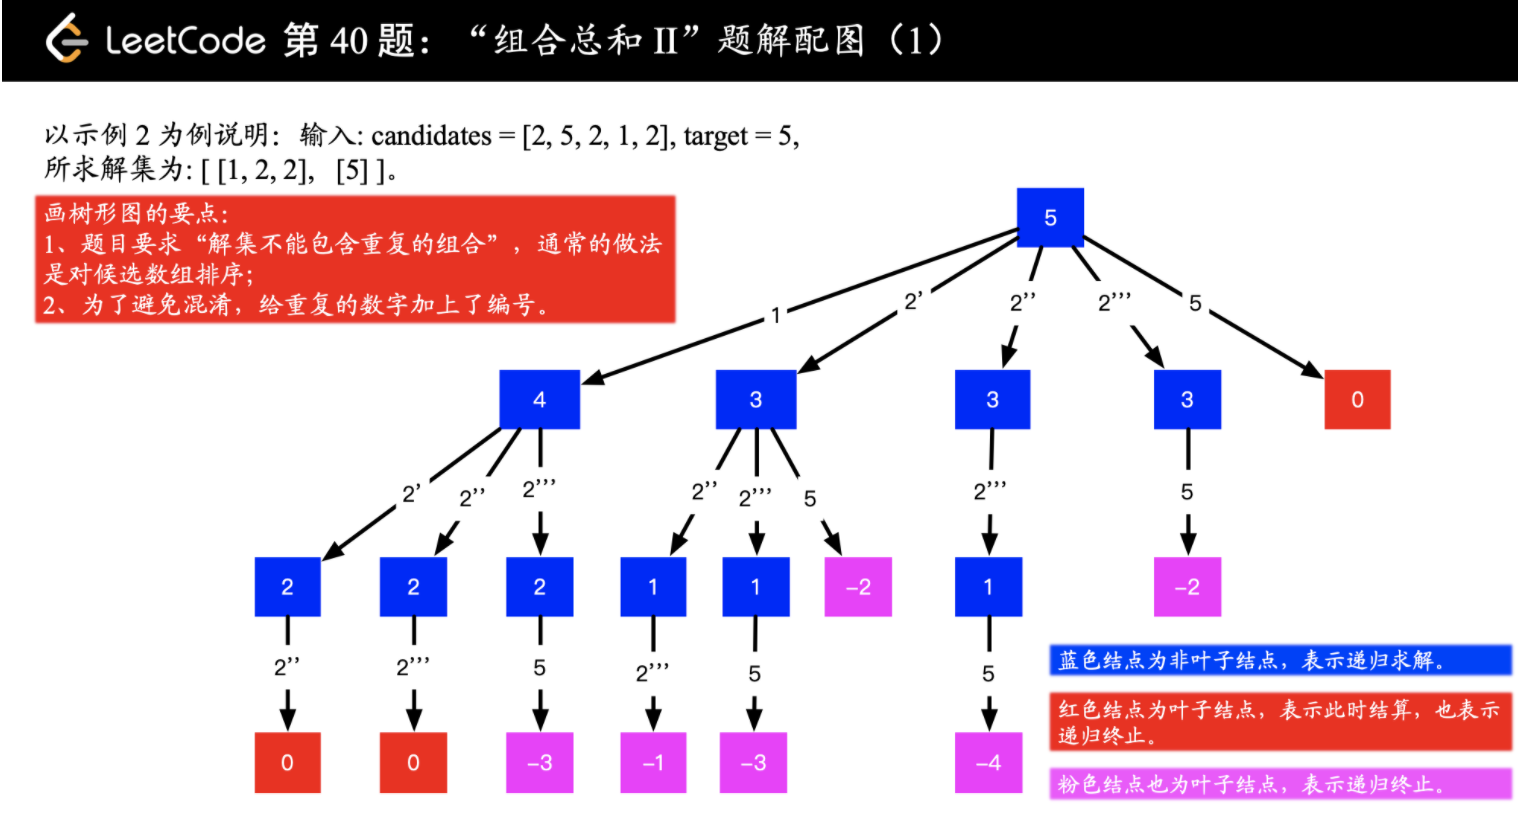 LeetCode 第 40 题：“组合总和 II”题解配图（1）
以示例 2 为例说明：输入: candidates = [2, 5, 2, 1, 2], target = 5,
所求解集为: [ [1, 2, 2], [5] ]。
画树形图的要点：
1、题目要求“解集不能包含重复的组合”，通常的做法
是对候选数组排序；
2、为了避免混淆，给重复的数字加上了编号。
5
1 2’ 2’’ 2’’’ 5
4 3 3 3 0
2’ 2’’ 2’’’ 2’’ 2’’’ 5 2’’’ 5
2 2 2 1 1 -2 1 -2
2’’ 2’’’ 5 2’’’ 5 5
0 0 -3 -1 -3 -4
蓝色结点为非叶子结点，表示递归求解。
红色结点为叶子结点，表示此时结算，也表示
递归终止。
粉色结点也为叶子结点，表示递归终止。